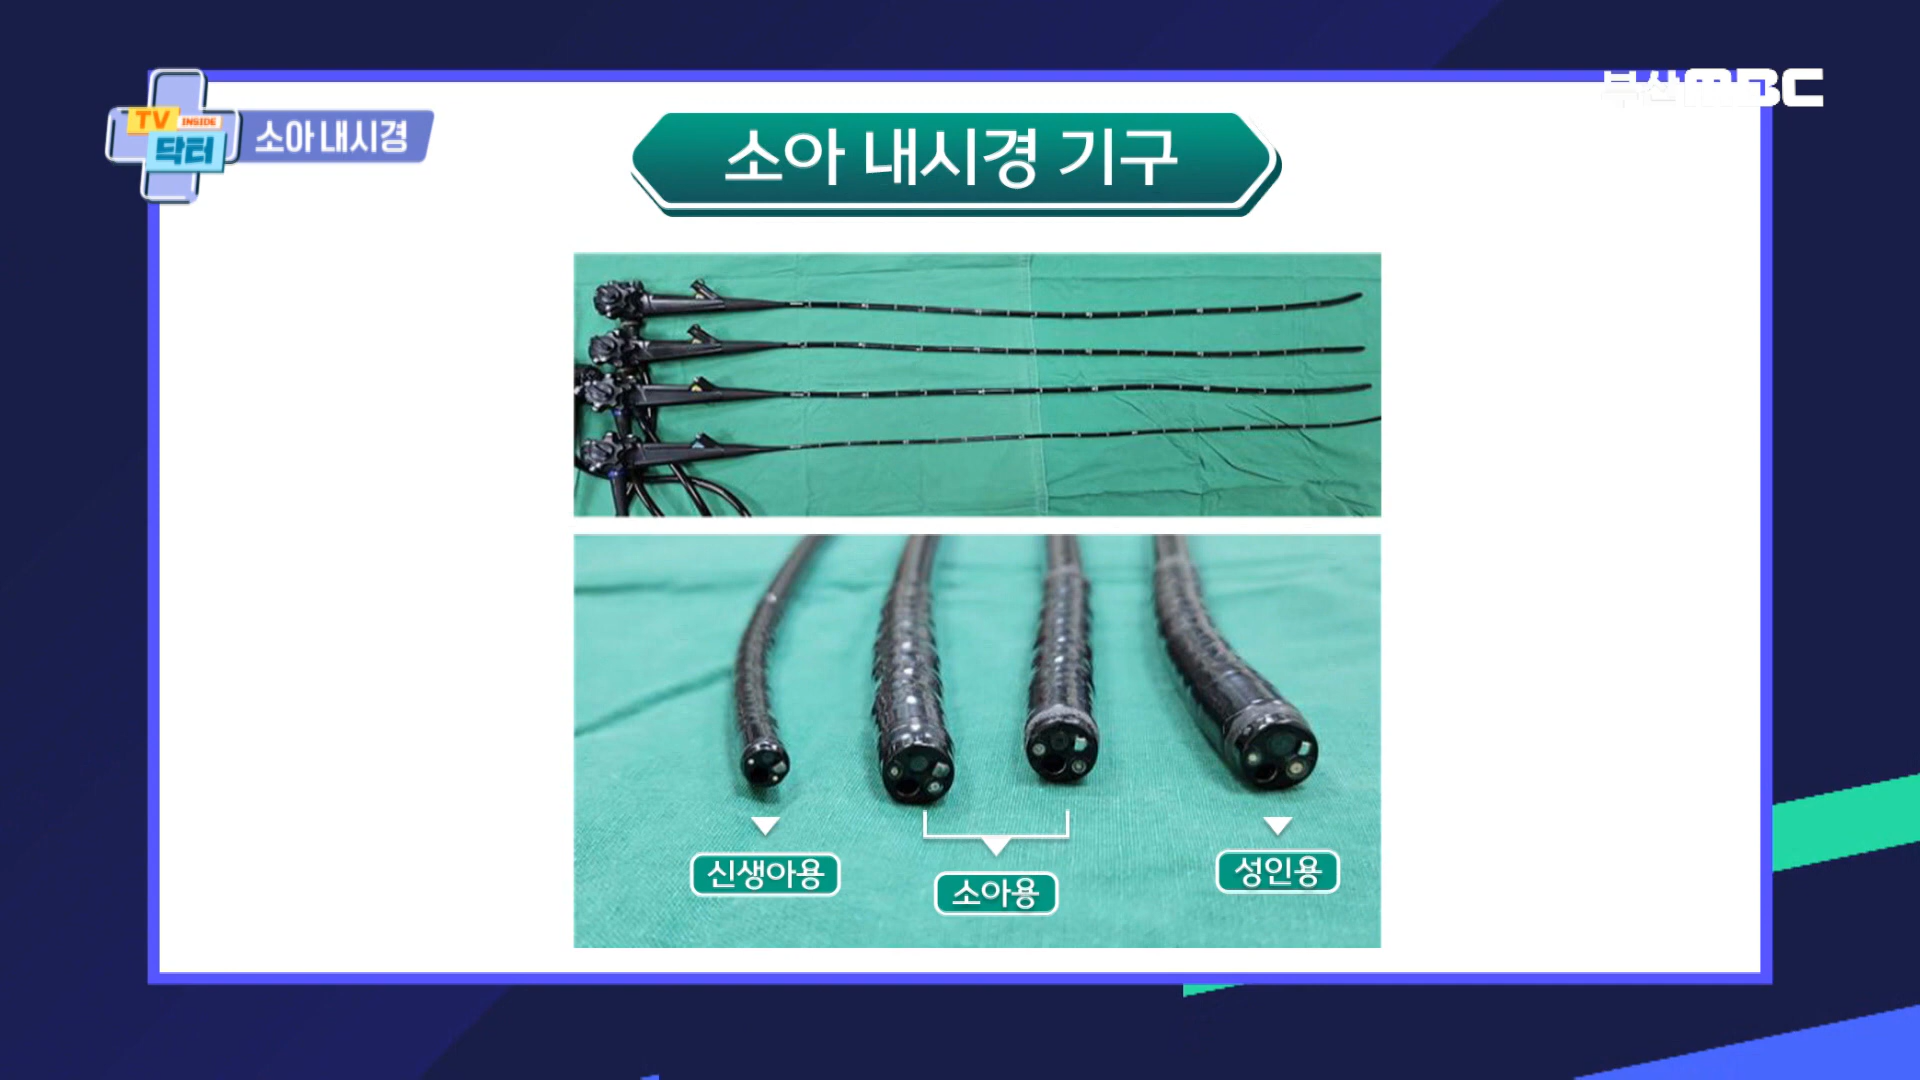 TV INSIDE
닥터
소아 내시경
부산MBC
소아 내시경 기구
신생아용
소아용
성인용